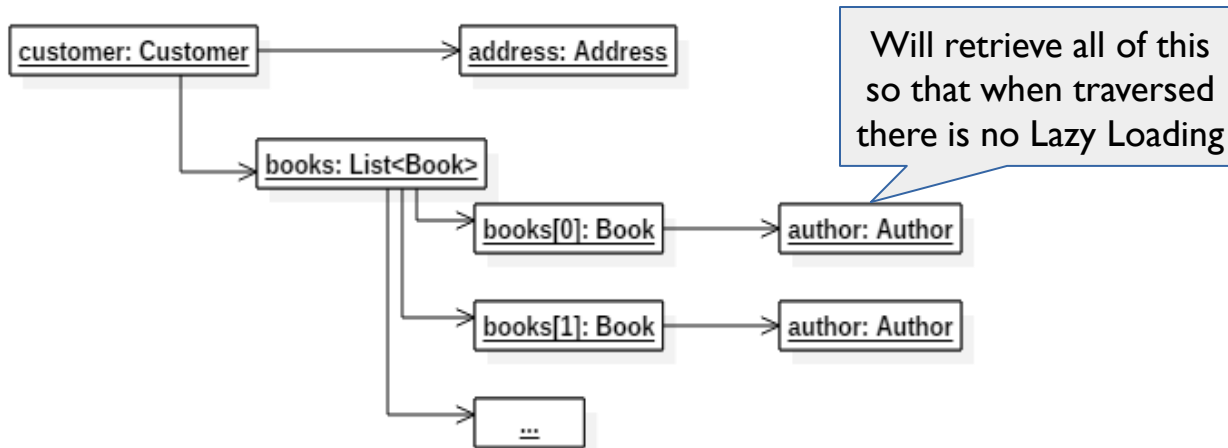 customer: Customer
address: Address
Will retrieve all of this
so that when traversed
there is no Lazy Loading
books: List<Book>
books[0]: Book
author: Author
books[1]: Book
author: Author
...